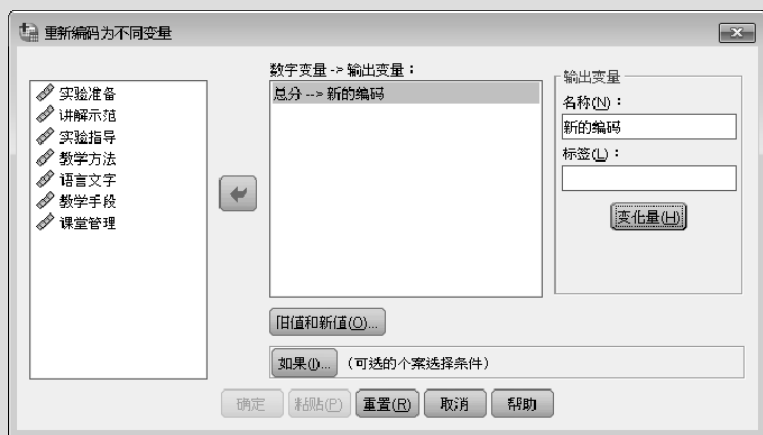 重新编码为不同变量
实验准备
讲解示范
实验指导
教学方法
语言文字
教学手段
课堂管理
数字变量 -> 输出变量：
总分 --> 新的编码
输出变量
名称(N)：
新的编码
标签(L)：
变化量(H)
旧值和新值(O)...
如果(I)... (可选的个案选择条件)
确定 粘贴(P) 重置(R) 取消 帮助